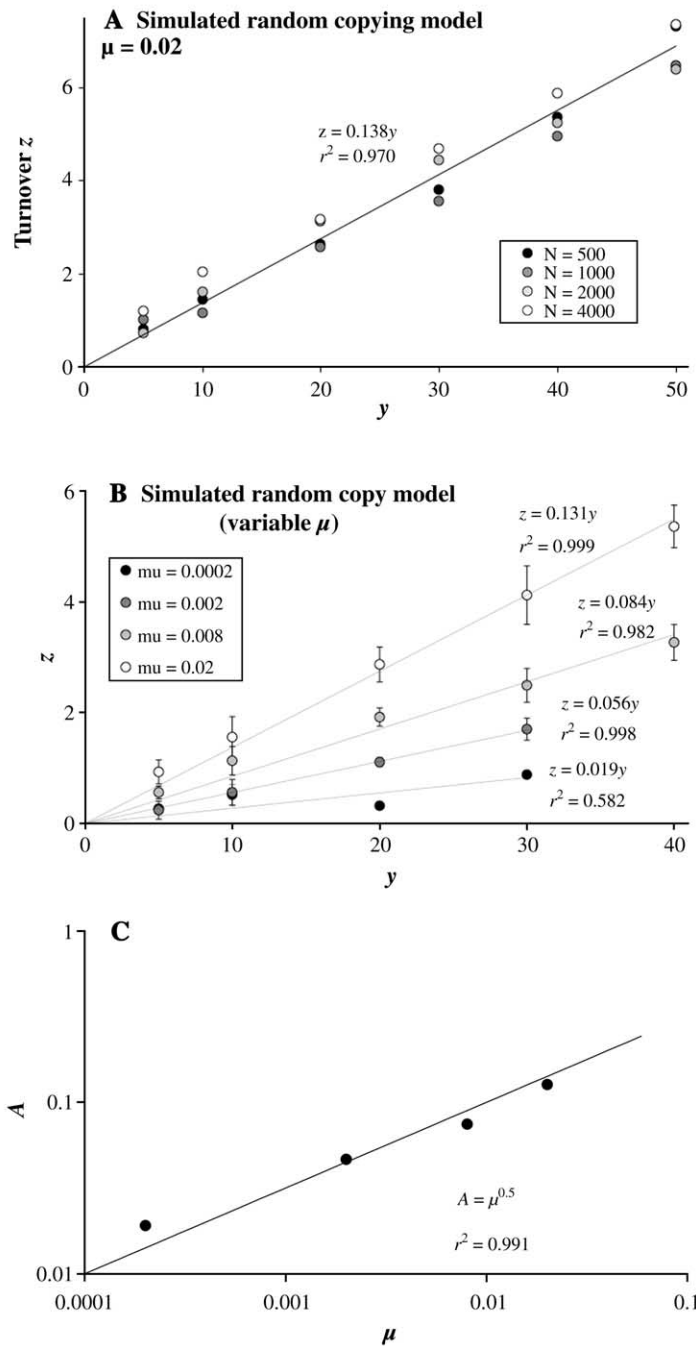 A Simulated random copying model
μ = 0.02
Turnover z
6
4
2
0
z = 0.138y
r² = 0.970
N = 500
N = 1000
N = 2000
N = 4000
0 10 20 30 40 50
y
B Simulated random copy model
(variable μ)
z
6
4
2
0
mu = 0.0002
mu = 0.002
mu = 0.008
mu = 0.02
z = 0.131y
r² = 0.999
z = 0.084y
r² = 0.982
z = 0.056y
r² = 0.998
z = 0.019y
r² = 0.582
0 10 20 30 40
y
C
A
1
0.1
0.01
A = μ⁰·⁵
r² = 0.991
0.0001 0.001 0.01 0.1
μ